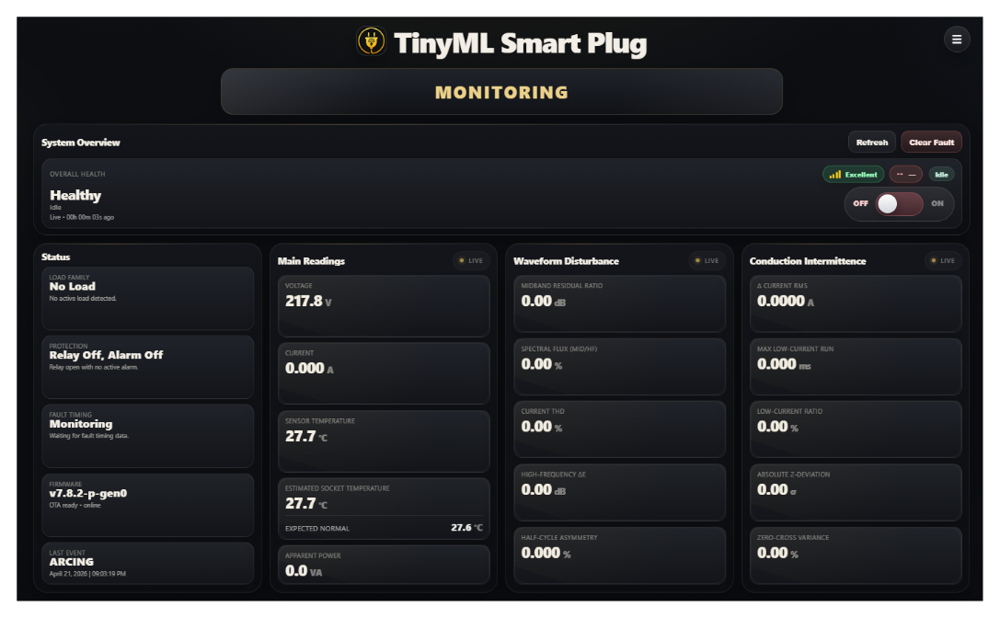 TinyML Smart Plug
MONITORING
System Overview
Refresh
Clear Fault
OVERALL HEALTH
Healthy
Idle
Live • 00h 00m 03s ago
Excellent
-- —
Idle
OFF
ON
Status
LOAD FAMILY
No Load
No active load detected.
PROTECTION
Relay Off, Alarm Off
Relay open with no active alarm.
FAULT TIMING
Monitoring
Waiting for fault timing data.
FIRMWARE
v7.8.2-p-gen0
OTA ready • online
LAST EVENT
ARCING
April 21, 2026 | 09:03:19 PM
Main Readings
LIVE
VOLTAGE
217.8 V
CURRENT
0.000 A
SENSOR TEMPERATURE
27.7 °C
ESTIMATED SOCKET TEMPERATURE
27.7 °C
EXPECTED NORMAL 27.6 °C
APPARENT POWER
0.0 VA
Waveform Disturbance
LIVE
MIDBAND RESIDUAL RATIO
0.00 dB
SPECTRAL FLUX (MID/HF)
0.00 %
CURRENT THD
0.00 %
HIGH-FREQUENCY ΔE
0.00 dB
HALF-CYCLE ASYMMETRY
0.000 %
Conduction Intermittence
LIVE
Δ CURRENT RMS
0.0000 A
MAX LOW-CURRENT RUN
0.000 ms
LOW-CURRENT RATIO
0.00 %
ABSOLUTE Z-DEVIATION
0.00 σ
ZERO-CROSS VARIANCE
0.00 %